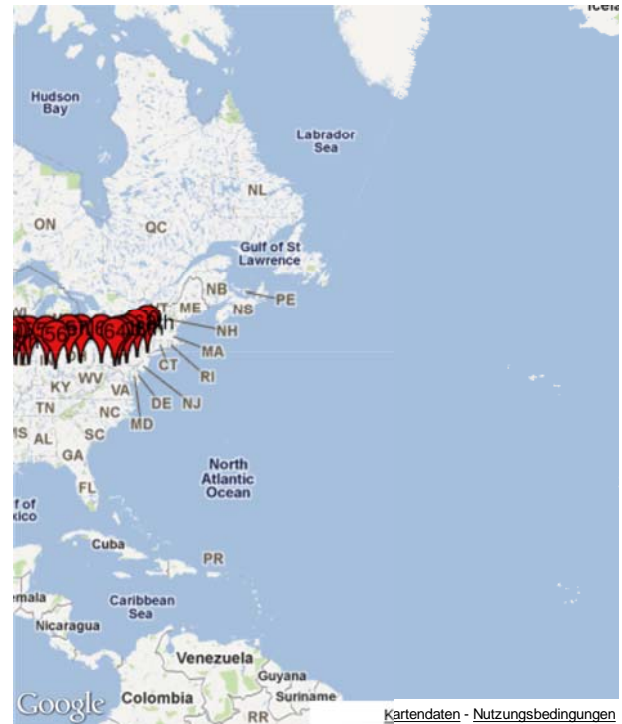 Hudson
Bay
Labrador
Sea
NL
ON
QC
Gulf of St
Lawrence
NB
PE
ME
NS
NH
MA
CT
RI
KY
WV
VA
DE
NJ
TN
NC
MD
AL
SC
GA
North
Atlantic
Ocean
FL
Cuba
PR
Caribbean
Sea
Nicaragua
Venezuela
Guyana
Google
Colombia
Suriname
RR
Kartendaten - Nutzungsbedingungen